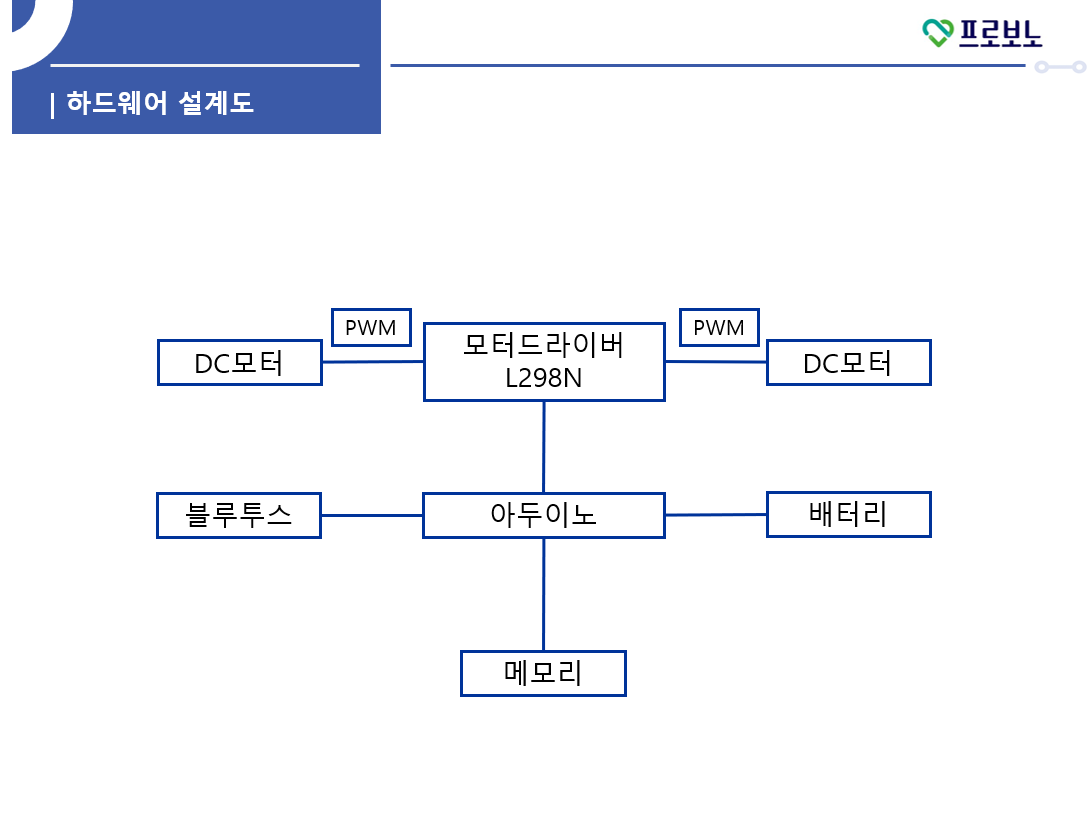 프로보노
| 하드웨어 설계도
PWM
PWM
DC모터
모터드라이버
L298N
DC모터
블루투스
아두이노
배터리
메모리